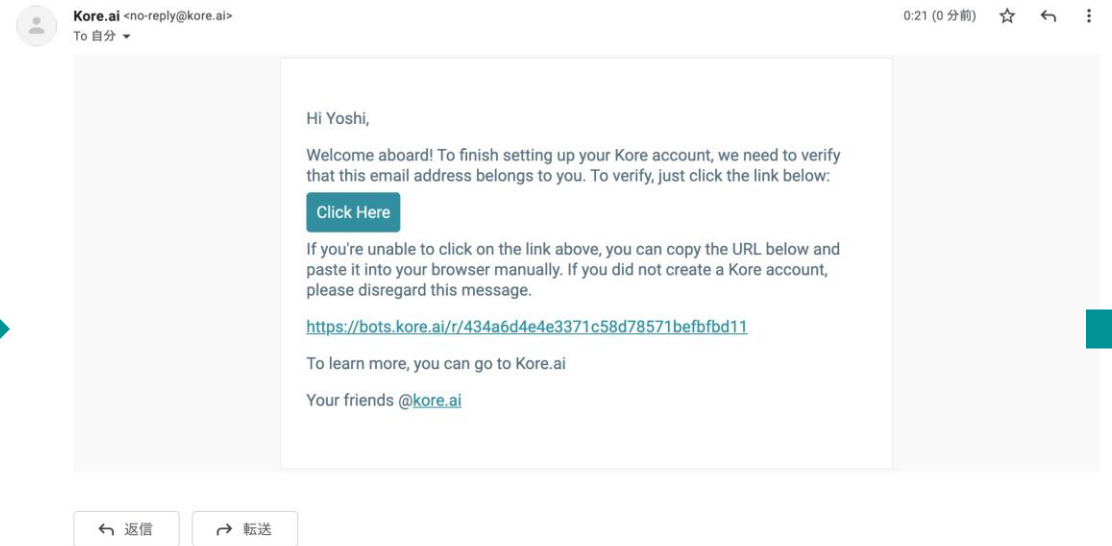 Kore.ai <no-reply@kore.ai>
0:21 (0 分前)
To 自分
Hi Yoshi,
Welcome aboard! To finish setting up your Kore account, we need to verify
that this email address belongs to you. To verify, just click the link below:
Click Here
If you're unable to click on the link above, you can copy the URL below and
paste it into your browser manually. If you did not create a Kore account,
please disregard this message.
https://bots.kore.ai/r/434a6d4e4e3371c58d78571befbfbd11
To learn more, you can go to Kore.ai
Your friends @kore.ai
返信
転送